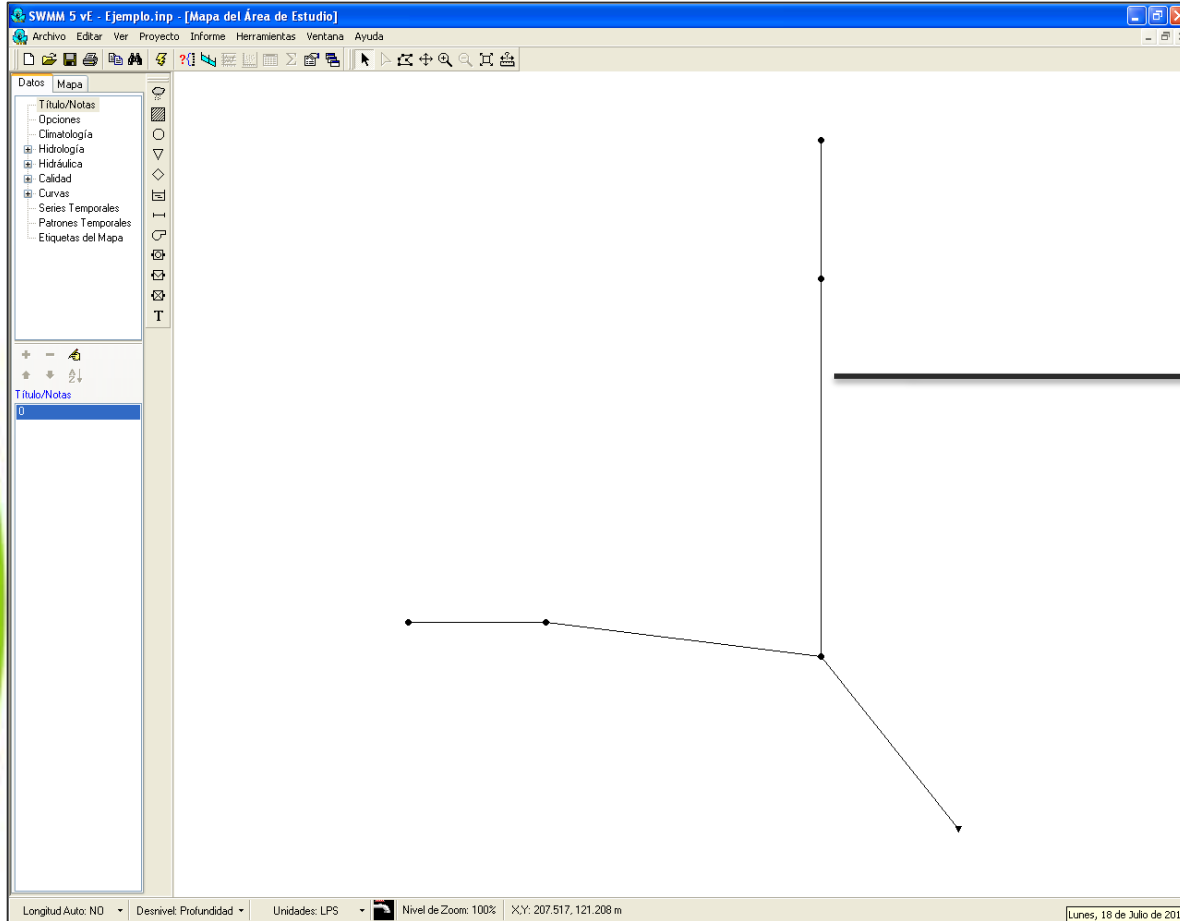 SWMM 5 vE - Ejemplo.inp - [Mapa del Área de Estudio]
Archivo Editar Ver Proyecto Informe Herramientas Ventana Ayuda
Datos Mapa
Título/Notas
Opciones
Climatología
Hidrología
Hidráulica
Calidad
Curvas
Series Temporales
Patrones Temporales
Etiquetas del Mapa
T
Título/Notas
0
Longitud Auto: NO Desnivel: Profundidad Unidades: LPS Nivel de Zoom: 100% X,Y: 207.517, 121.208 m
Lunes, 18 de Julio de 201